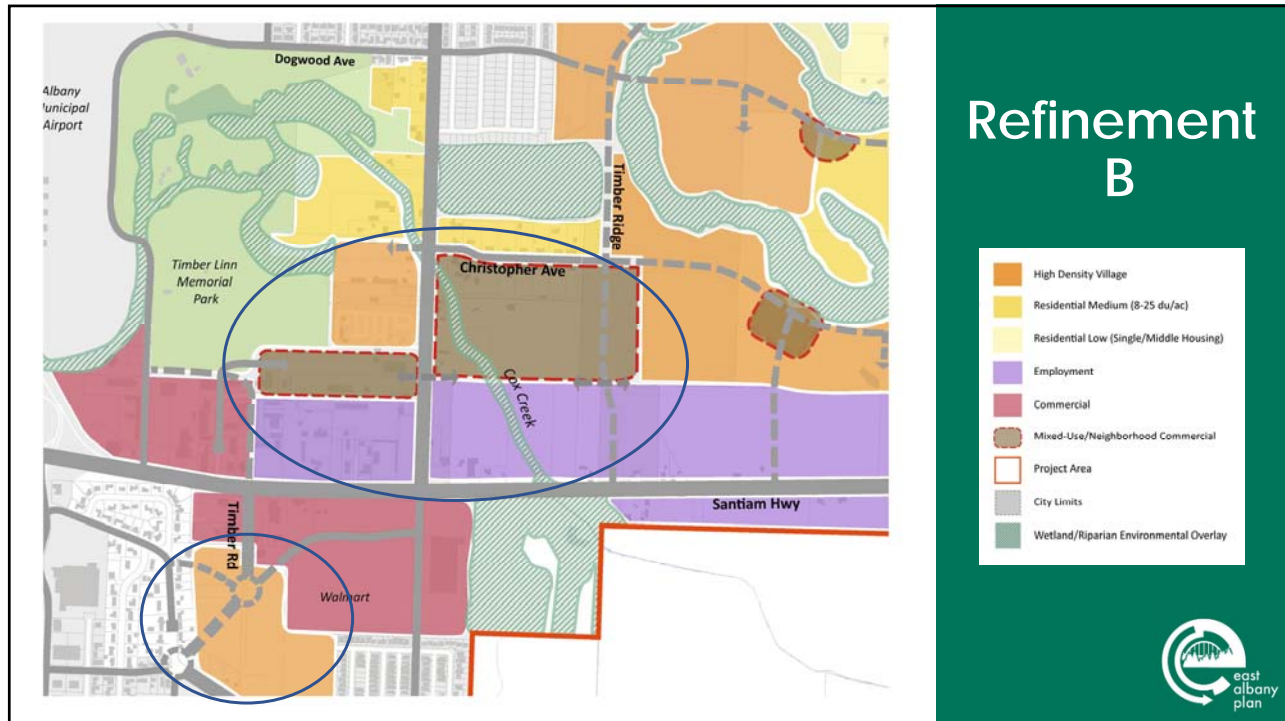 Dogwood Ave
Albany
unicipal
Airport
Timber Ridge
Christopher Ave
Timber Linn
Memorial
Park
Cox Creek
Santiam Hwy
Timber Rd
Walmart
Refinement
B
High Density Village
Residential Medium (8-25 du/ac)
Residential Low (Single/Middle Housing)
Employment
Commercial
Mixed-Use/Neighborhood Commercial
Project Area
City Limits
Wetland/Riparian Environmental Overlay
east
albany
plan